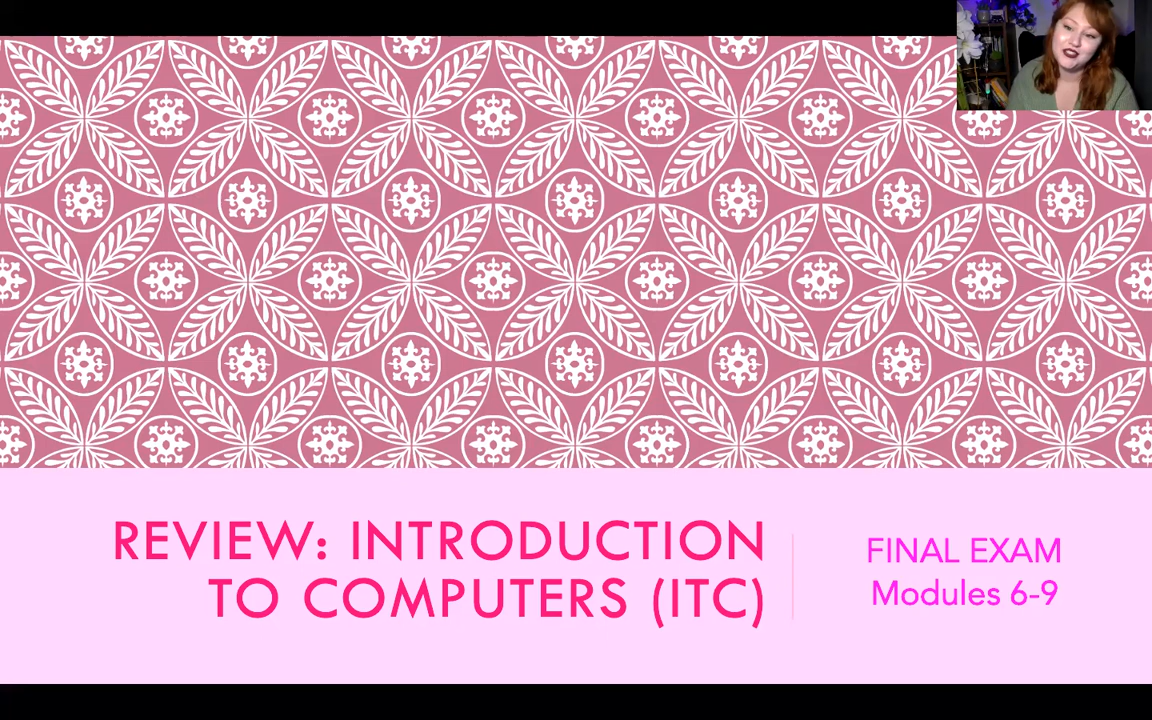 REVIEW: INTRODUCTION
TO COMPUTERS (ITC)
FINAL EXAM
Modules 6-9